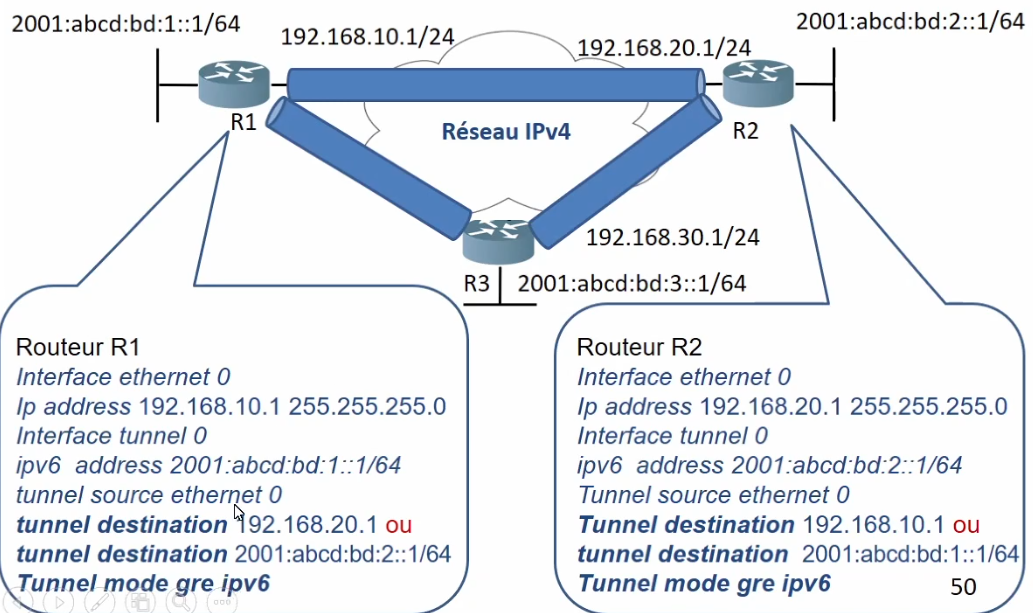 2001:abcd:bd:1::1/64
192.168.10.1/24
192.168.20.1/24
2001:abcd:bd:2::1/64
R1
Réseau IPv4
R2
192.168.30.1/24
R3
2001:abcd:bd:3::1/64
Routeur R1
Interface ethernet 0
Ip address 192.168.10.1 255.255.255.0
Interface tunnel 0
ipv6 address 2001:abcd:bd:1::1/64
tunnel source ethernet 0
tunnel destination 192.168.20.1 ou
tunnel destination 2001:abcd:bd:2::1/64
Tunnel mode gre ipv6
Routeur R2
Interface ethernet 0
Ip address 192.168.20.1 255.255.255.0
Interface tunnel 0
ipv6 address 2001:abcd:bd:2::1/64
Tunnel source ethernet 0
Tunnel destination 192.168.10.1 ou
tunnel destination 2001:abcd:bd:1::1/64
Tunnel mode gre ipv6
50